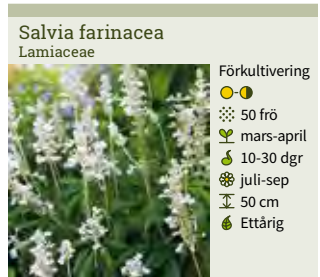 Salvia farinacea
Lamiaceae
Förkultivering
-
50 frö
mars-april
10-30 dgr
juli-sep
50 cm
Ettårig